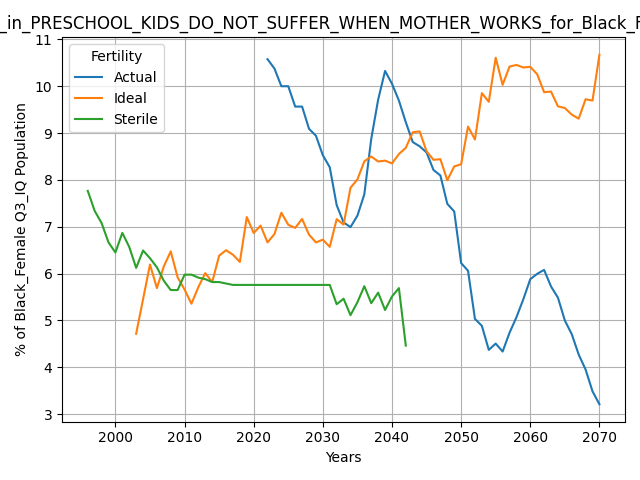 _in_PRESCHOOL_KIDS_DO_NOT_SUFFER_WHEN_MOTHER_WORKS_for_Black_F
Fertility
Actual
Ideal
Sterile
% of Black_Female Q3_IQ Population
11
10
9
8
7
6
5
4
3
2000
2010
2020
2030
2040
2050
2060
2070
Years